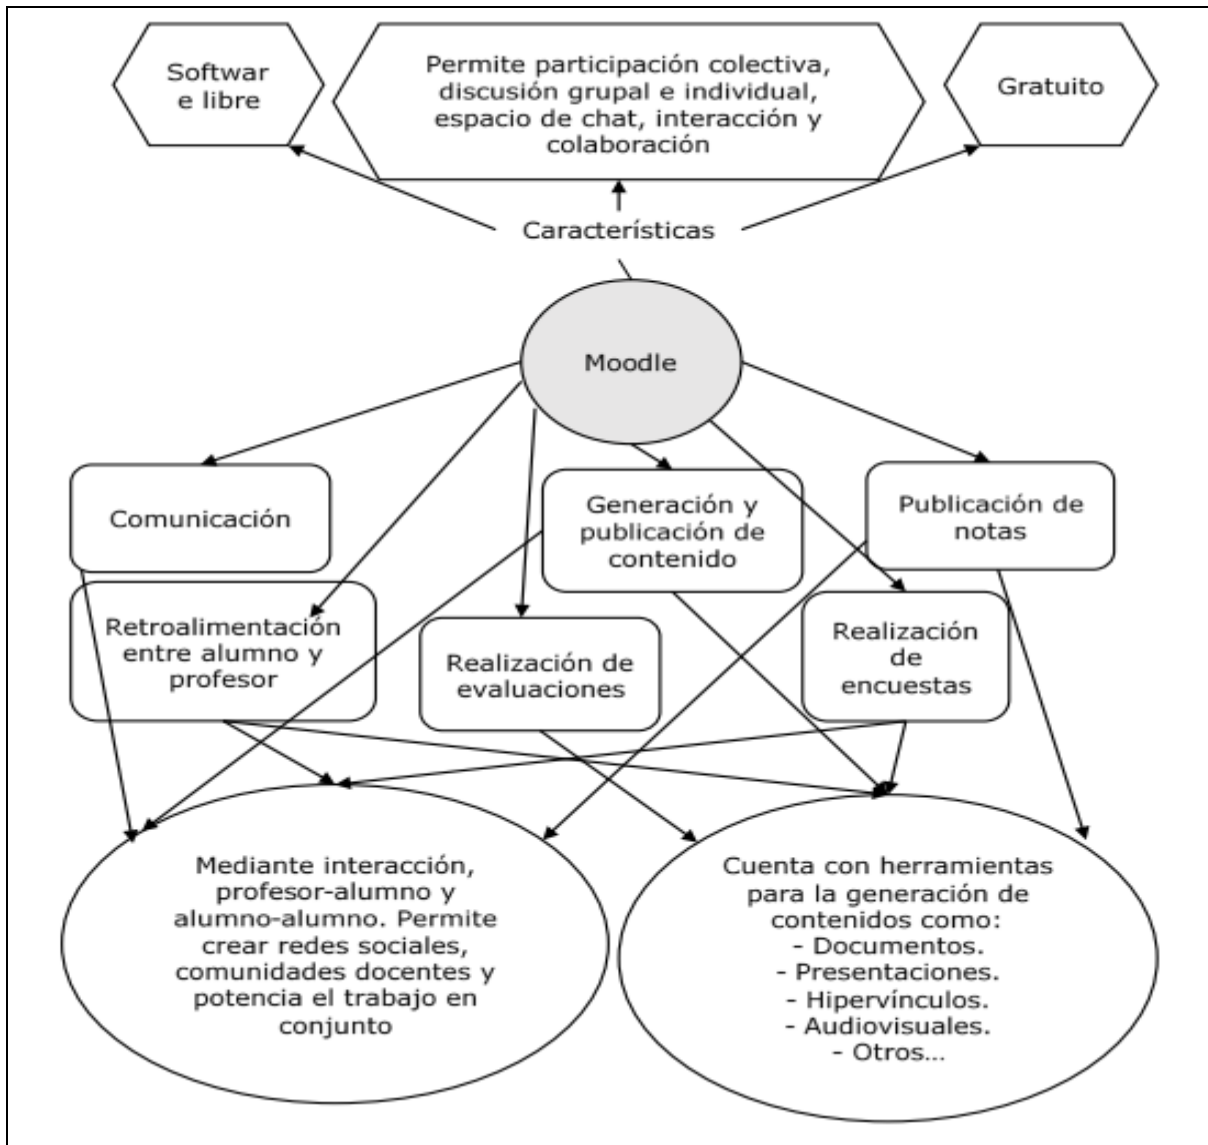 Softwar
e libre
Permite participación colectiva,
discusión grupal e individual,
espacio de chat, interacción y
colaboración
Gratuito
Características
Moodle
Comunicación
Generación y
publicación de
contenido
Publicación de
notas
Retroalimentación
entre alumno y
profesor
Realización de
evaluaciones
Realización
de
encuestas
Mediante interacción,
profesor-alumno y
alumno-alumno. Permite
crear redes sociales,
comunidades docentes y
potencia el trabajo en
conjunto
Cuenta con herramientas
para la generación de
contenidos como:
- Documentos.
- Presentaciones.
- Hipervínculos.
- Audiovisuales.
- Otros...